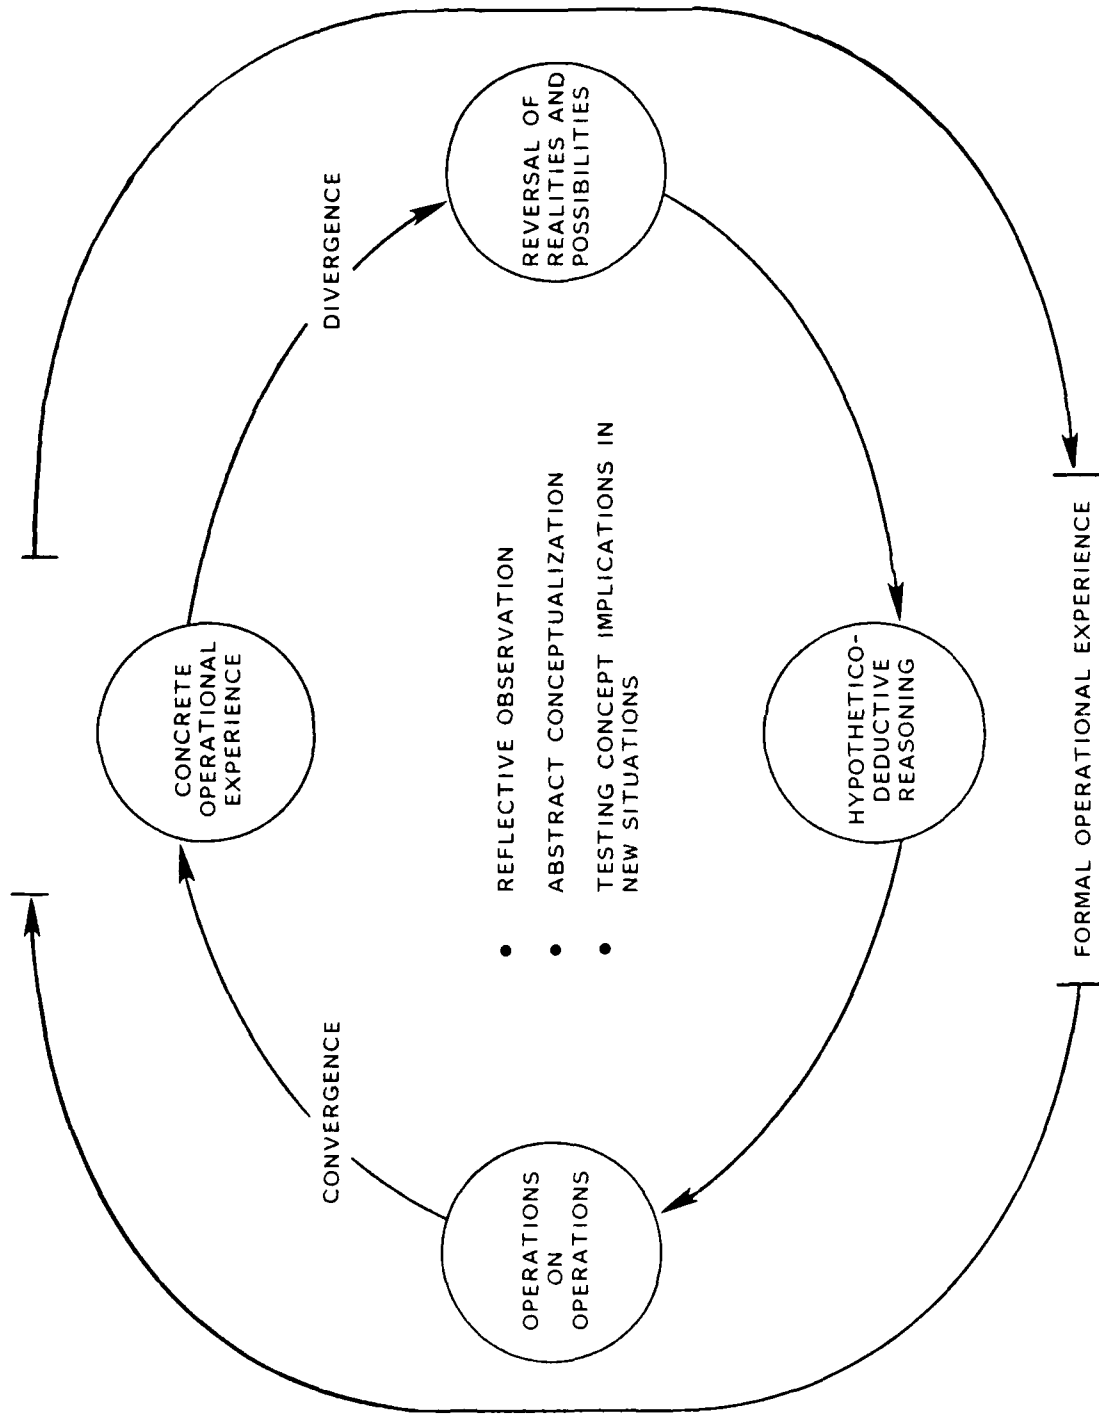 CONCRETE
OPERATIONAL
EXPERIENCE
DIVERGENCE
REVERSAL OF
REALITIES AND
POSSIBILITIES
HYPOTHETICO-
DEDUCTIVE
REASONING
OPERATIONS
ON
OPERATIONS
CONVERGENCE
• REFLECTIVE OBSERVATION
• ABSTRACT CONCEPTUALIZATION
• TESTING CONCEPT IMPLICATIONS IN
NEW SITUATIONS
FORMAL OPERATIONAL EXPERIENCE